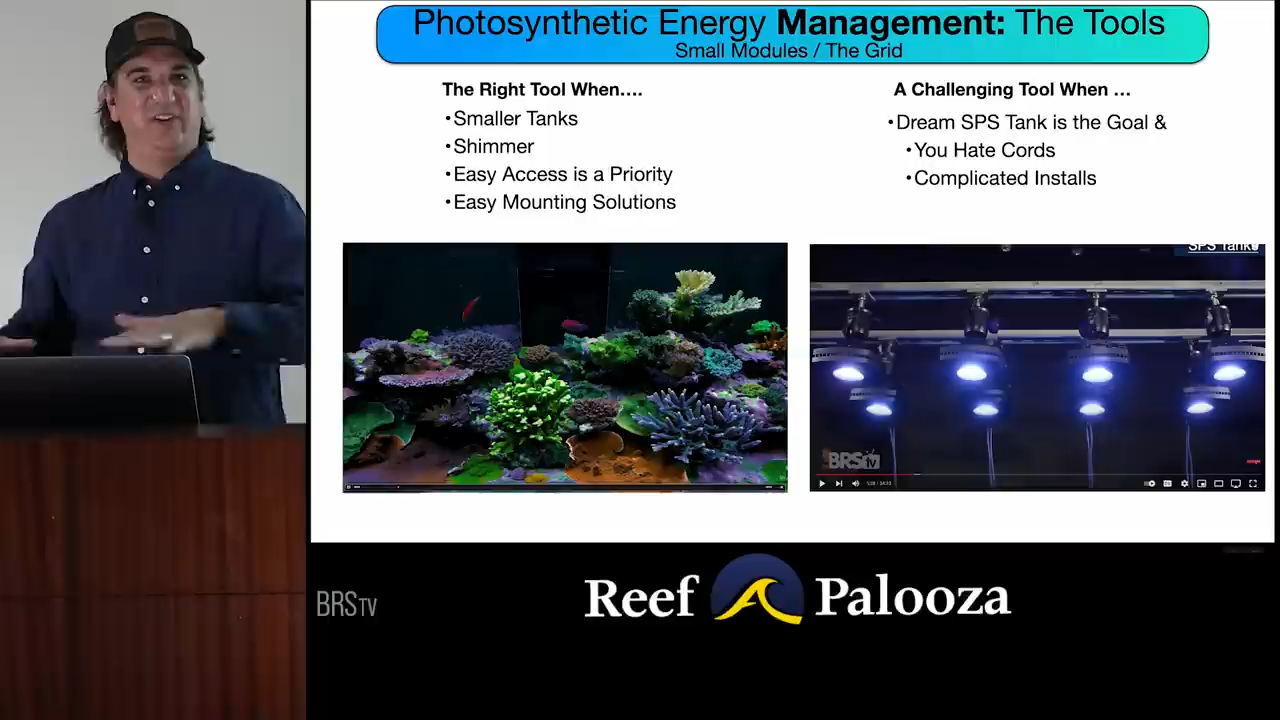 Photosynthetic Energy Management: The Tools
Small Modules / The Grid
The Right Tool When….
•Smaller Tanks
•Shimmer
•Easy Access is a Priority
•Easy Mounting Solutions
A Challenging Tool When …
•Dream SPS Tank is the Goal &
•You Hate Cords
•Complicated Installs
SPS Tanks
BRSTV
BRSTV
Reef Palooza